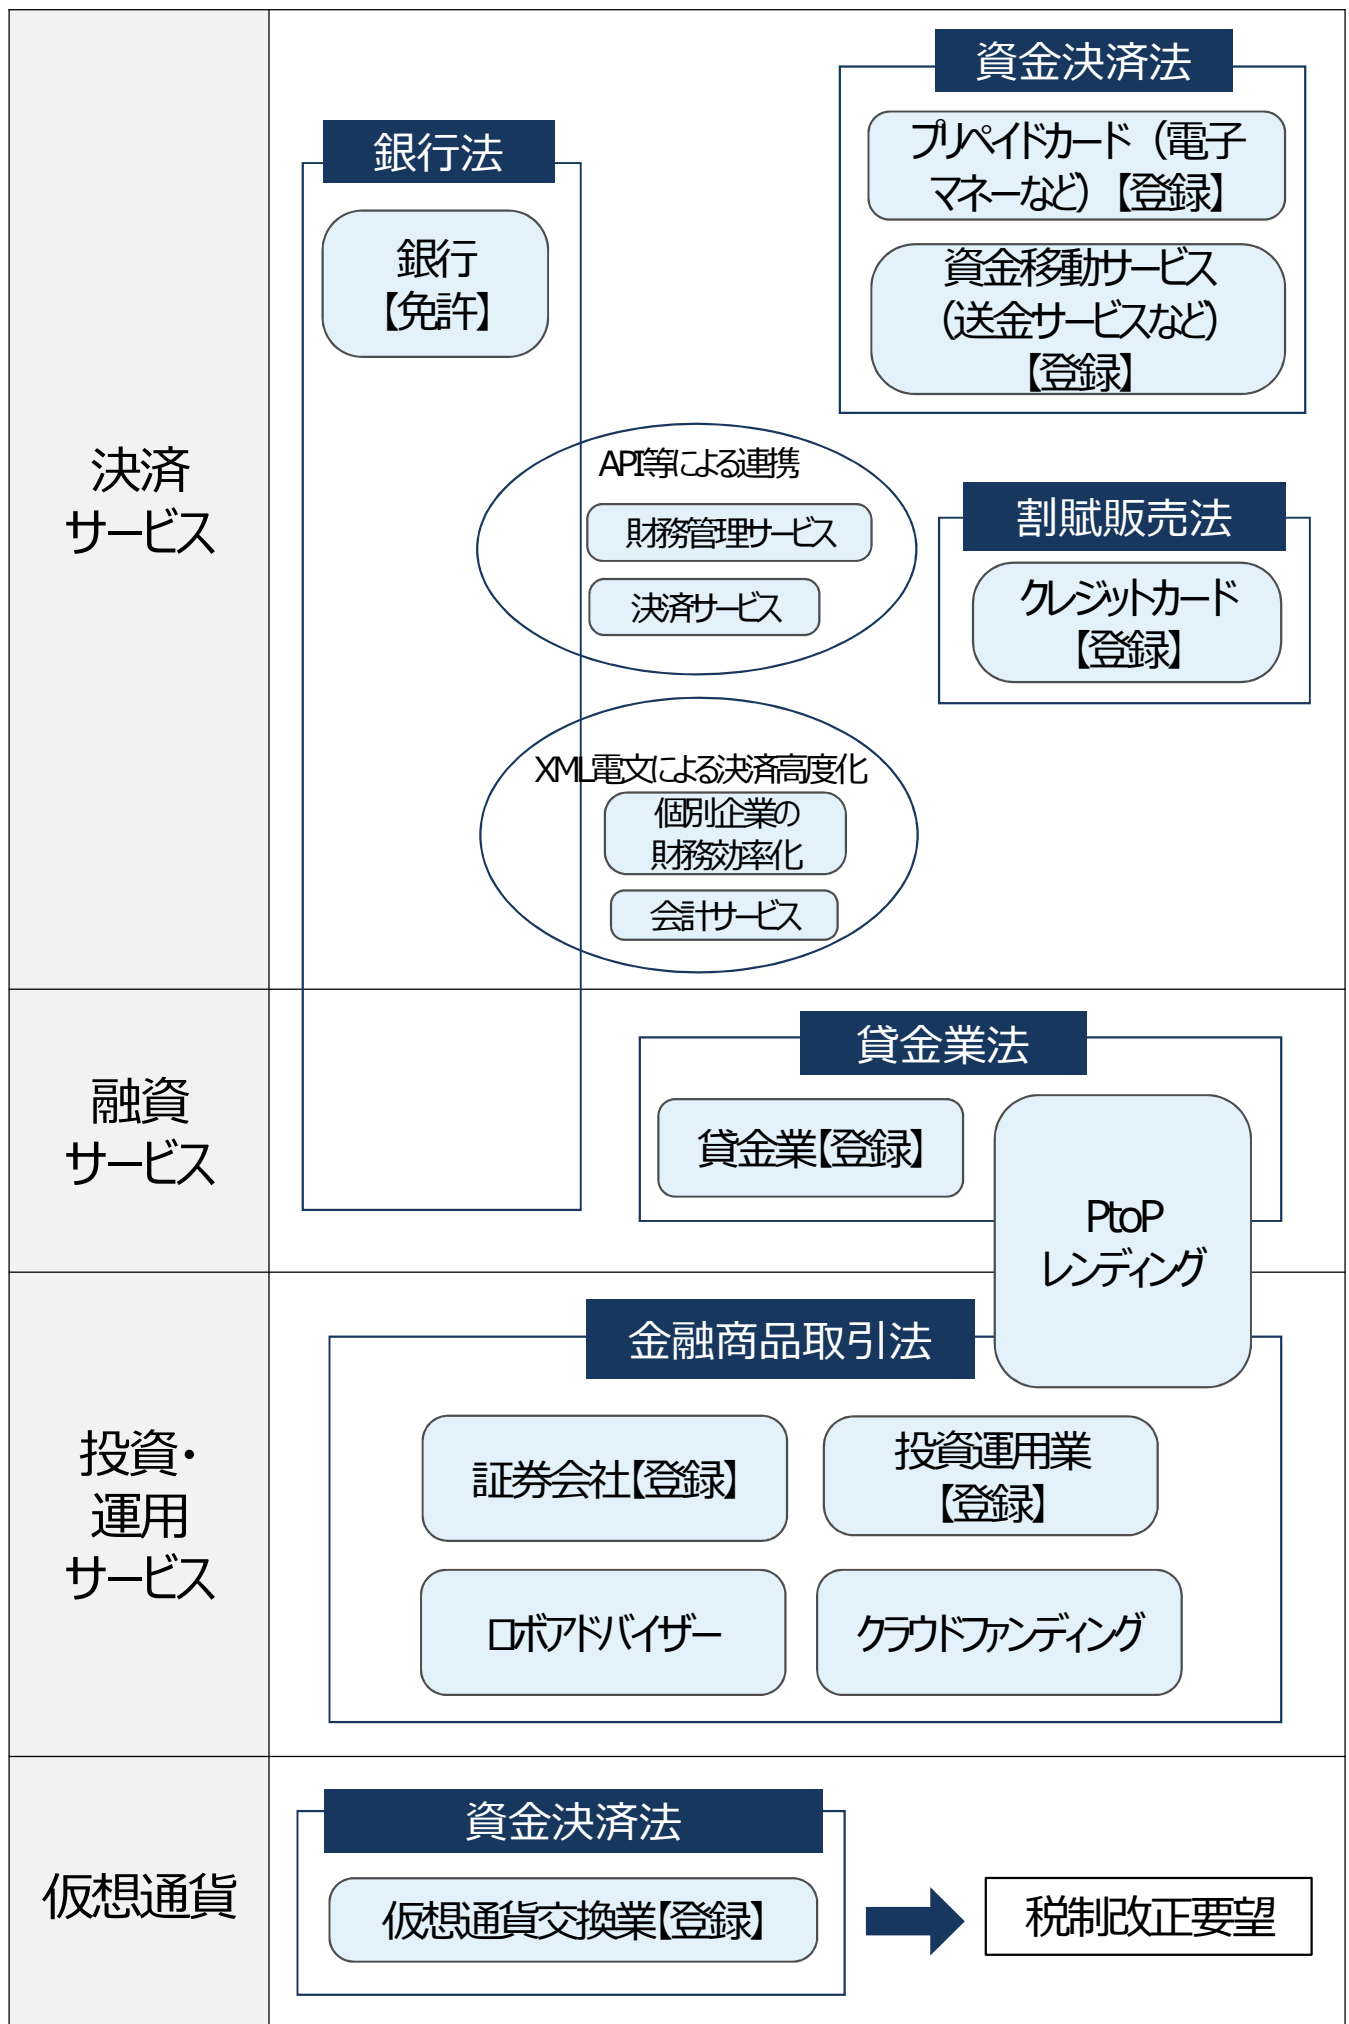 決済
サービス
銀行法
銀行
【免許】
資金決済法
プリペイドカード（電子
マネーなど）【登録】
資金移動サービス
（送金サービスなど）
【登録】
API等による連携
財務管理サービス
決済サービス
割賦販売法
クレジットカード
【登録】
XML電文による決済高度化
個別企業の
財務効率化
会計サービス
融資
サービス
貸金業法
貸金業【登録】
PtoP
レンディング
投資・
運用
サービス
金融商品取引法
証券会社【登録】
投資運用業
【登録】
ロボアドバイザー
クラウドファンディング
仮想通貨
資金決済法
仮想通貨交換業【登録】
税制改正要望